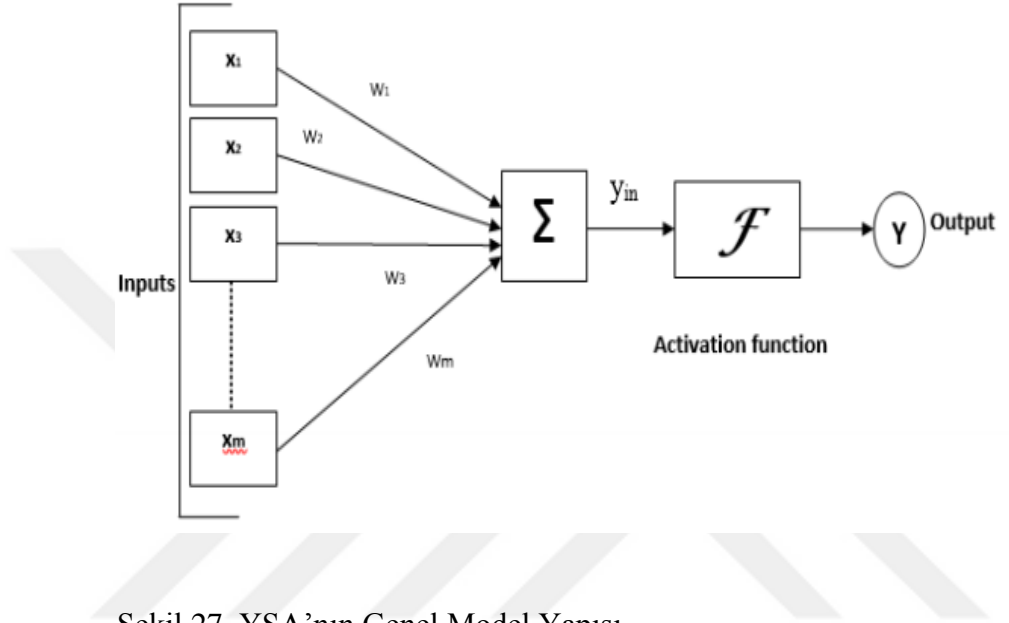 X1
W1
X2
W2
yin
Σ
F
Y
Output
X3
Inputs
W3
Activation function
Wm
Xm
Şekil 27. YSA’nın Genel Model Yapısı